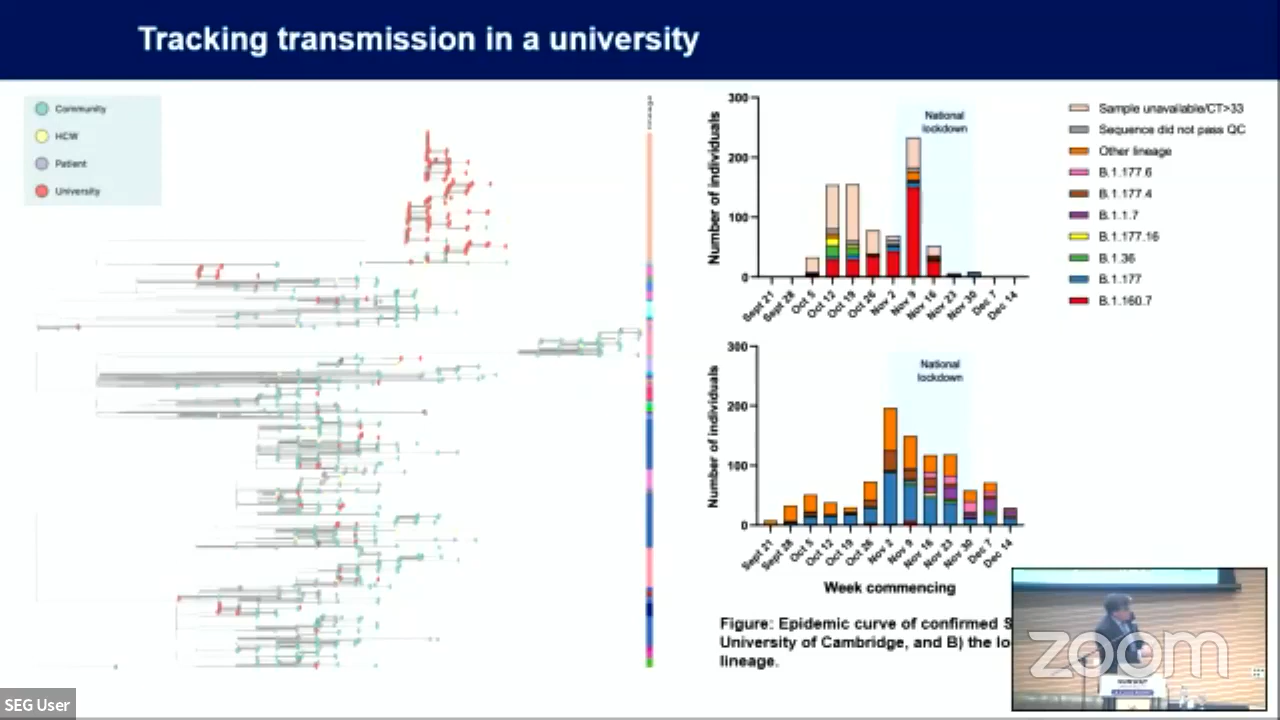 Tracking transmission in a university
Community
HCW
Patient
University
300
200
100
0
Number of individuals
National
lockdown
Sept 21
Sept 28
Oct 5
Oct 12
Oct 19
Oct 26
Nov 2
Nov 9
Nov 16
Nov 23
Nov 30
Dec 7
Dec 14
Sample unavailable/CT>33
Sequence did not pass QC
Other lineage
B.1.177.6
B.1.177.4
B.1.1.7
B.1.177.16
B.1.36
B.1.177
B.1.160.7
300
200
100
0
Number of individuals
National
lockdown
Sept 21
Sept 28
Oct 5
Oct 12
Oct 19
Oct 26
Nov 2
Nov 9
Nov 16
Nov 23
Nov 30
Dec 7
Dec 14
Week commencing
Figure: Epidemic curve of confirmed S
University of Cambridge, and B) the lo
lineage.
zoom
SEG User